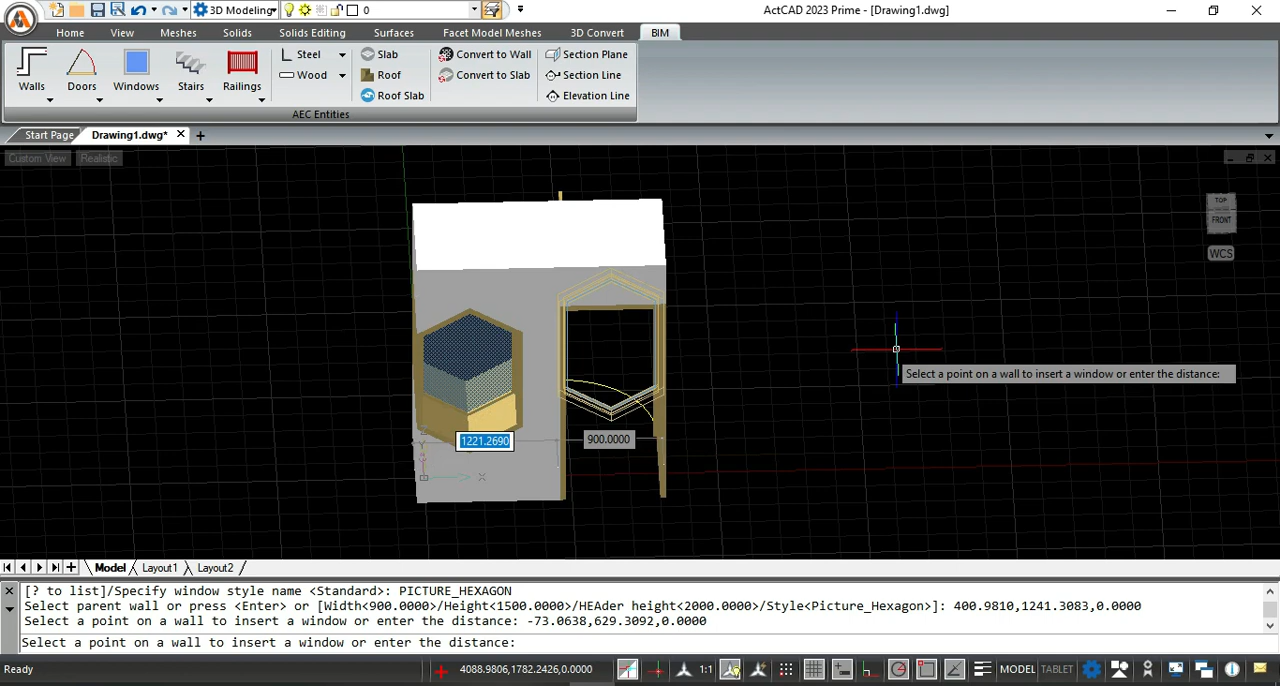 3D Modeling
0
ActCAD 2023 Prime - [Drawing1.dwg]
Home View Meshes Solids Solids Editing Surfaces Facet Model Meshes 3D Convert BIM
Walls Doors Windows Stairs Railings
Steel
Wood
Slab
Roof
Roof Slab
Convert to Wall
Convert to Slab
Section Plane
Section Line
Elevation Line
AEC Entities
Start Page Drawing1.dwg*
Custom View Realistic
TOP
FRONT
WCS
Select a point on a wall to insert a window or enter the distance:
1221.2690 900.0000
Z
Y
X
Model Layout1 Layout2
[? to list]/Specify window style name <Standard>: PICTURE_HEXAGON
Select parent wall or press <Enter> or [Width<900.0000>/Height<1500.0000>/HEAder height<2000.0000>/Style<Picture_Hexagon>]: 400.9810,1241.3083,0.0000
Select a point on a wall to insert a window or enter the distance: -73.0638,629.3092,0.0000
Select a point on a wall to insert a window or enter the distance:
Ready 4088.9806,1782.2426,0.0000 1:1 MODEL TABLET